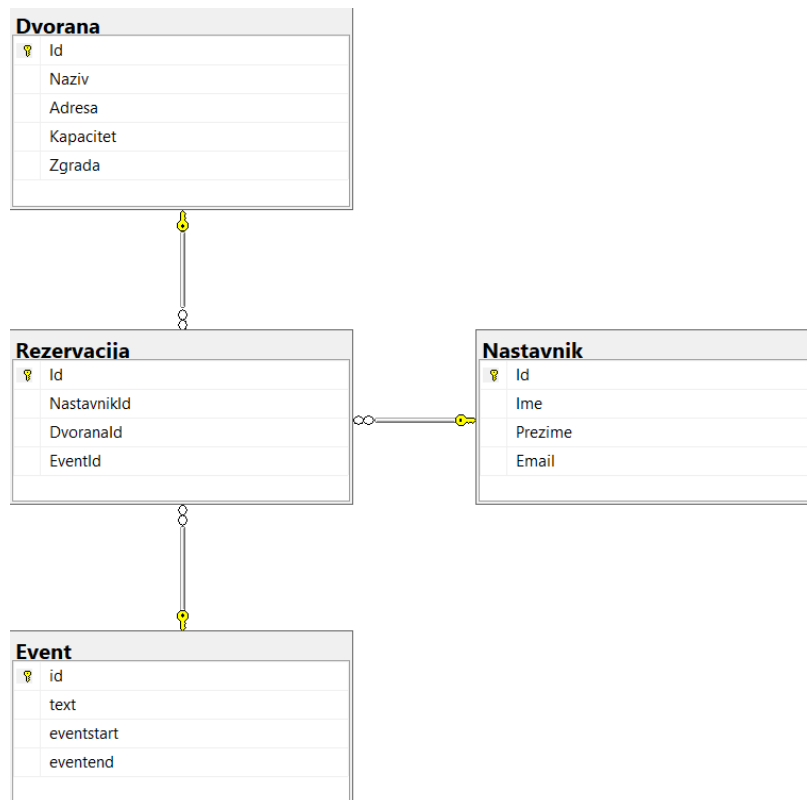 Dvorana
Id
Naziv
Adresa
Kapacitet
Zgrada
Rezervacija
Id
NastavnikId
DvoranaId
EventId
Nastavnik
Id
Ime
Prezime
Email
Event
id
text
eventstart
eventend